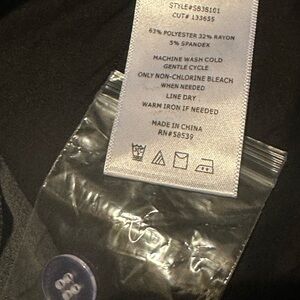 STYLE#SBJB101
CUT# 133655
63% POLYESTER 32% RAYON
5% SPANDEX
MACHINE WASH COLD
GENTLE CYCLE
ONLY NON-CHLORINE BLEACH
WHEN NEEDED
LINE DRY
WARM IRON IF NEEDED
MADE IN CHINA
RN#58539